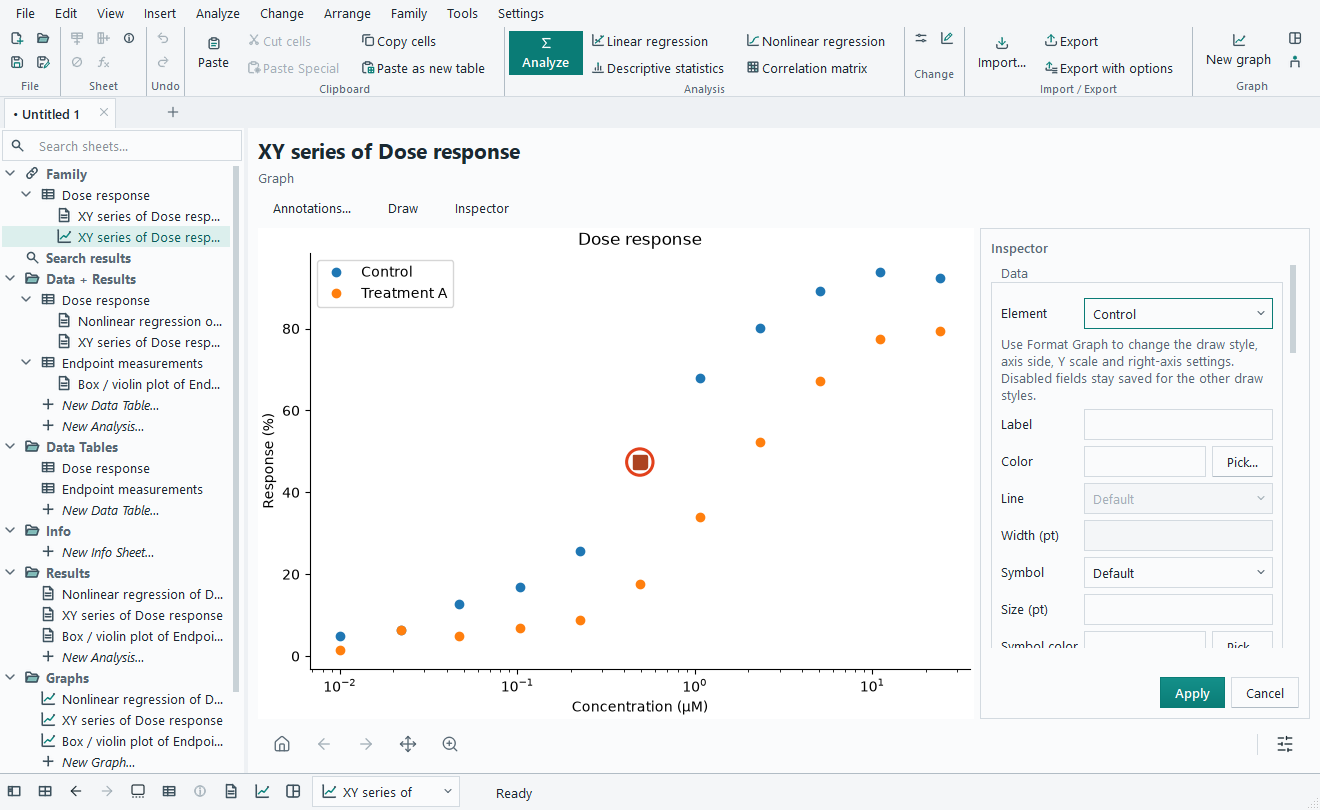 File Edit View Insert Analyze Change Arrange Family Tools Settings
Cut cells Copy cells Linear regression Nonlinear regression Export
Paste Analyze Import... New graph
Paste Special Paste as new table Descriptive statistics Correlation matrix Export with options
File Sheet Undo Clipboard Analysis Change Import / Export Graph
• Untitled 1
Search sheets...
Family
Dose response
XY series of Dose resp...
XY series of Dose resp...
Search results
Data + Results
Dose response
Nonlinear regression o...
XY series of Dose resp...
Endpoint measurements
Box / violin plot of End...
New Data Table...
New Analysis...
Data Tables
Dose response
Endpoint measurements
New Data Table...
Info
New Info Sheet...
Results
Nonlinear regression of D...
XY series of Dose response
Box / violin plot of Endpoi...
New Analysis...
Graphs
Nonlinear regression of D...
XY series of Dose response
Box / violin plot of Endpoi...
New Graph...
XY series of Dose response
Graph
Annotations... Draw Inspector
Dose response
Control
Treatment A
Response (%)
80
60
40
20
0
10⁻² 10⁻¹ 10⁰ 10¹
Concentration (µM)
Inspector
Data
Element Control
Use Format Graph to change the draw style,
axis side, Y scale and right-axis settings.
Disabled fields stay saved for the other draw
styles.
Label
Color Pick...
Line Default
Width (pt)
Symbol Default
Size (pt)
Symbol color Pick...
Apply Cancel
XY series of Ready